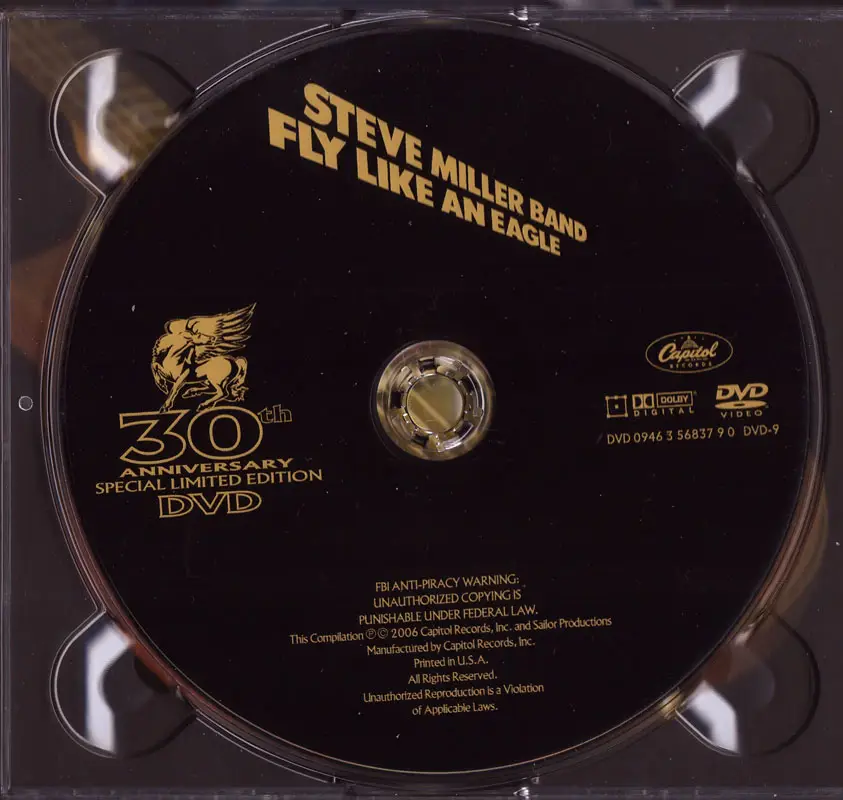 STEVE MILLER BAND
FLY LIKE AN EAGLE
30th
ANNIVERSARY
SPECIAL LIMITED EDITION
DVD
Capitol
RECORDS
DOLBY
DIGITAL
DVD
VIDEO
DVD 0946 3 56837 9 0 DVD-9
FBI ANTI-PIRACY WARNING:
UNAUTHORIZED COPYING IS
PUNISHABLE UNDER FEDERAL LAW.
This Compilation ℗ © 2006 Capitol Records, Inc. and Sailor Productions
Manufactured by Capitol Records, Inc.
Printed in U.S.A.
All Rights Reserved.
Unauthorized Reproduction is a Violation
of Applicable Laws.